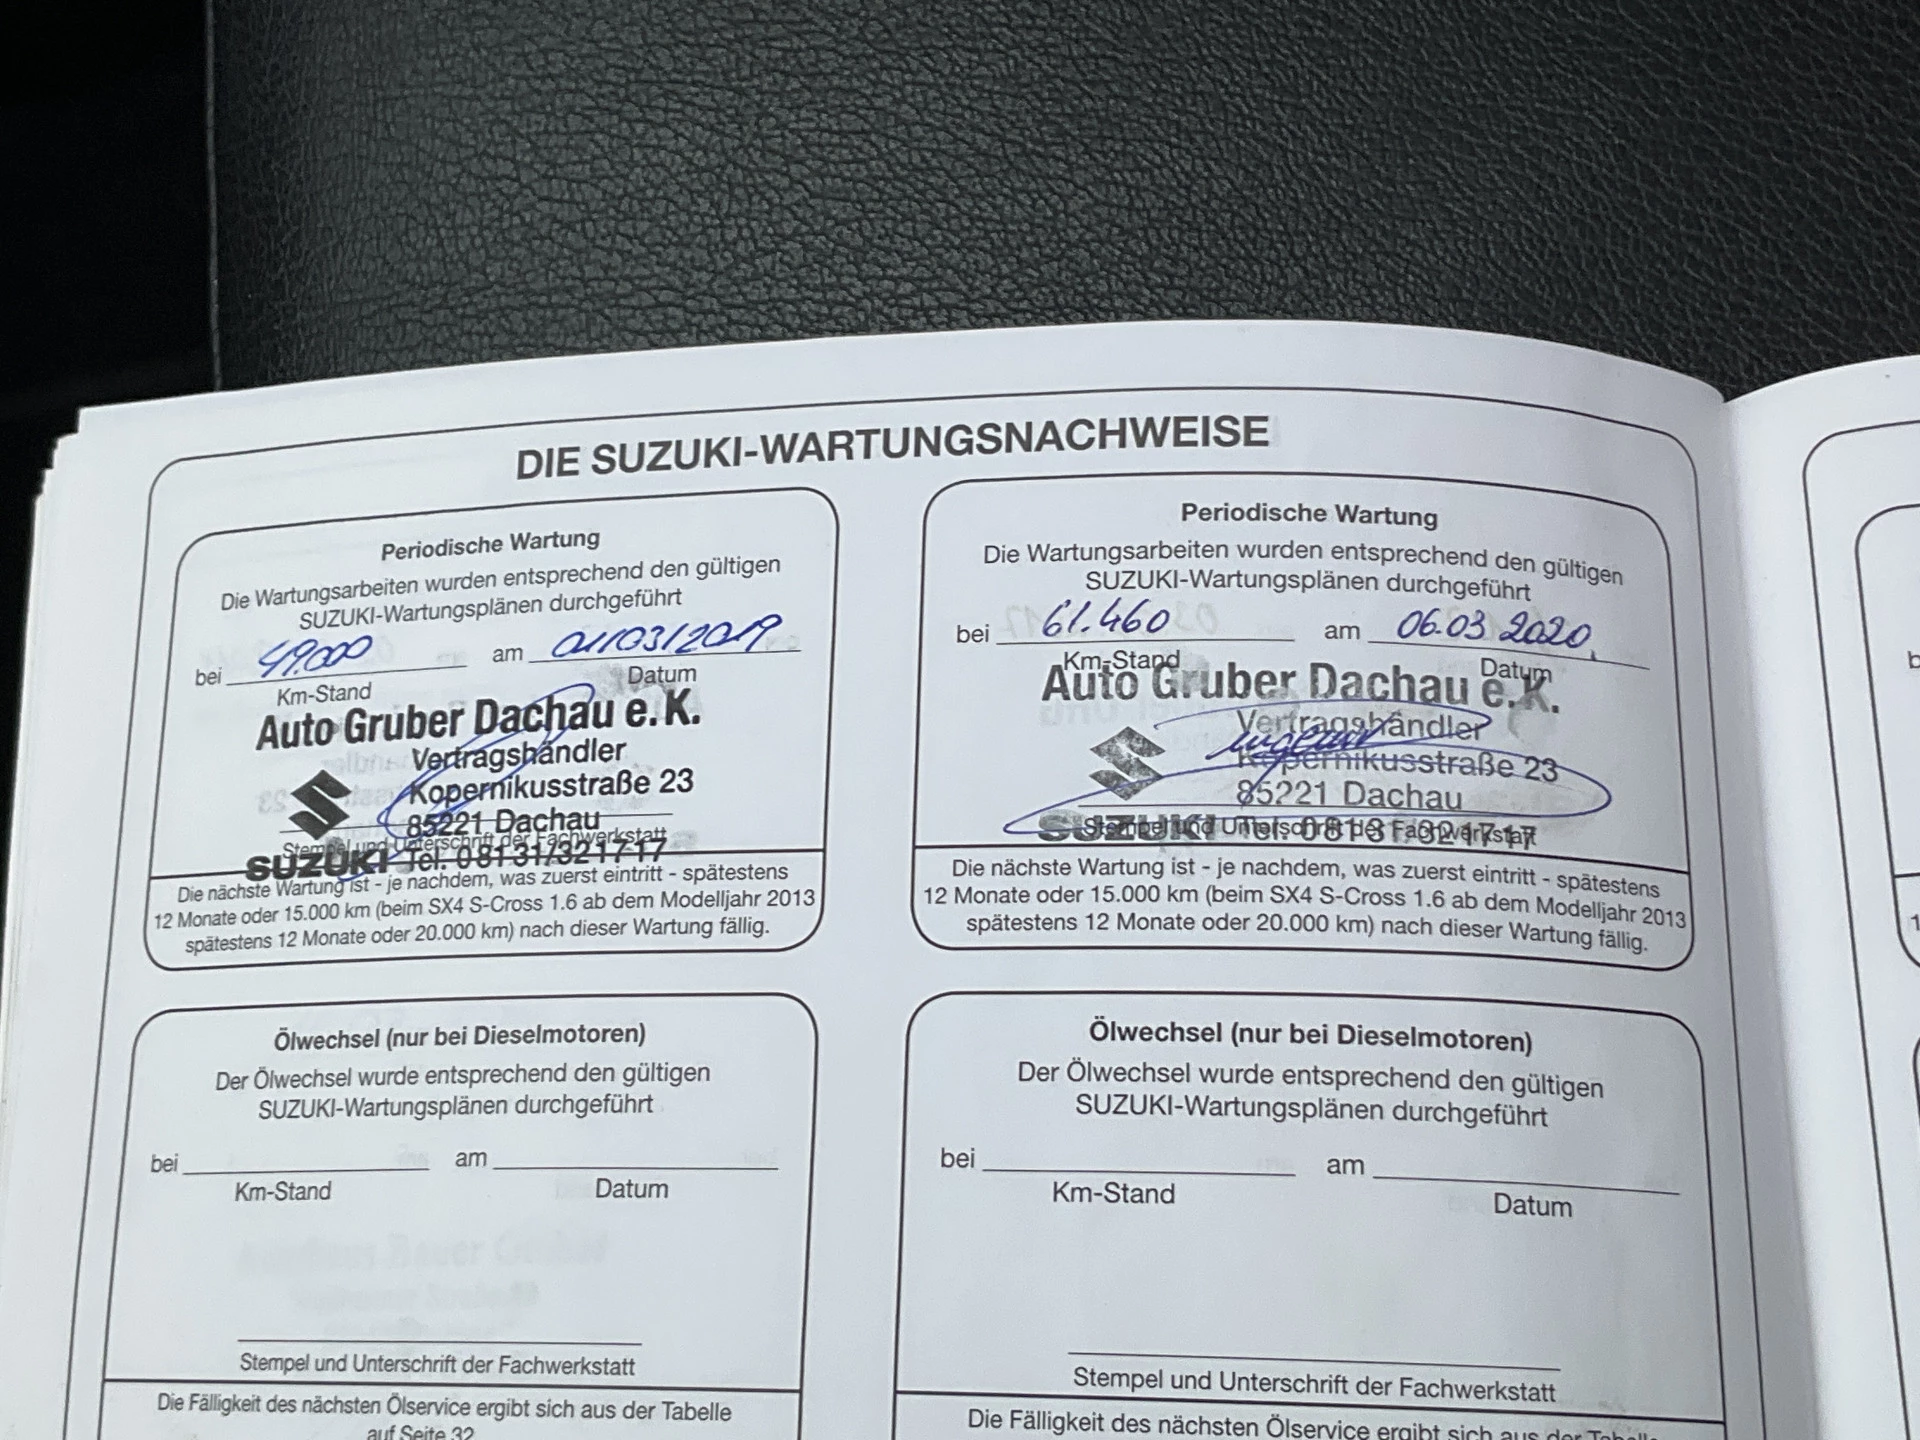 DIE SUZUKI-WARTUNGSNACHWEISE
Periodische Wartung
Die Wartungsarbeiten wurden entsprechend den gültigen
SUZUKI-Wartungsplänen durchgeführt
bei 49.000 am 01/03/2019
Km-Stand Datum
Auto Gruber Dachau e.K.
Vertragshändler
Kopernikusstraße 23
85221 Dachau
Stempel und Unterschrift der Fachwerkstatt
SUZUKI Tel. 08131/321717
Die nächste Wartung ist - je nachdem, was zuerst eintritt - spätestens
12 Monate oder 15.000 km (beim SX4 S-Cross 1.6 ab dem Modelljahr 2013
spätestens 12 Monate oder 20.000 km) nach dieser Wartung fällig.
Periodische Wartung
Die Wartungsarbeiten wurden entsprechend den gültigen
SUZUKI-Wartungsplänen durchgeführt
bei 61.460 am 06.03.2020
Km-Stand Datum
Auto Gruber Dachau e.K.
Vertragshändler
Kopernikusstraße 23
85221 Dachau
Stempel und Unterschrift der Fachwerkstatt
SUZUKI Tel. 08131/321717
Die nächste Wartung ist - je nachdem, was zuerst eintritt - spätestens
12 Monate oder 15.000 km (beim SX4 S-Cross 1.6 ab dem Modelljahr 2013
spätestens 12 Monate oder 20.000 km) nach dieser Wartung fällig.
Ölwechsel (nur bei Dieselmotoren)
Der Ölwechsel wurde entsprechend den gültigen
SUZUKI-Wartungsplänen durchgeführt
bei am
Km-Stand Datum
Stempel und Unterschrift der Fachwerkstatt
Die Fälligkeit des nächsten Ölservice ergibt sich aus der Tabelle
auf Seite 32
Ölwechsel (nur bei Dieselmotoren)
Der Ölwechsel wurde entsprechend den gültigen
SUZUKI-Wartungsplänen durchgeführt
bei am
Km-Stand Datum
Stempel und Unterschrift der Fachwerkstatt
Die Fälligkeit des nächsten Ölservice ergibt sich aus der Tabelle